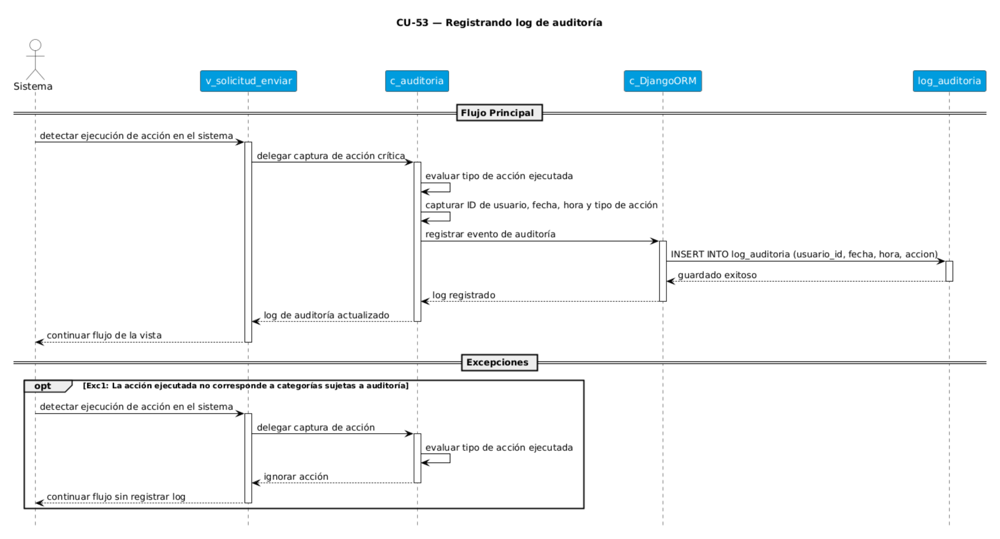 CU-53 — Registrando log de auditoría
Sistema
v_solicitud_enviar
c_auditoria
c_DjangoORM
log_auditoria
Flujo Principal
detectar ejecución de acción en el sistema
delegar captura de acción crítica
evaluar tipo de acción ejecutada
capturar ID de usuario, fecha, hora y tipo de acción
registrar evento de auditoría
INSERT INTO log_auditoria (usuario_id, fecha, hora, accion)
guardado exitoso
log registrado
log de auditoría actualizado
continuar flujo de la vista
Excepciones
opt [Exc1: La acción ejecutada no corresponde a categorías sujetas a auditoría]
detectar ejecución de acción en el sistema
delegar captura de acción
evaluar tipo de acción ejecutada
ignorar acción
continuar flujo sin registrar log